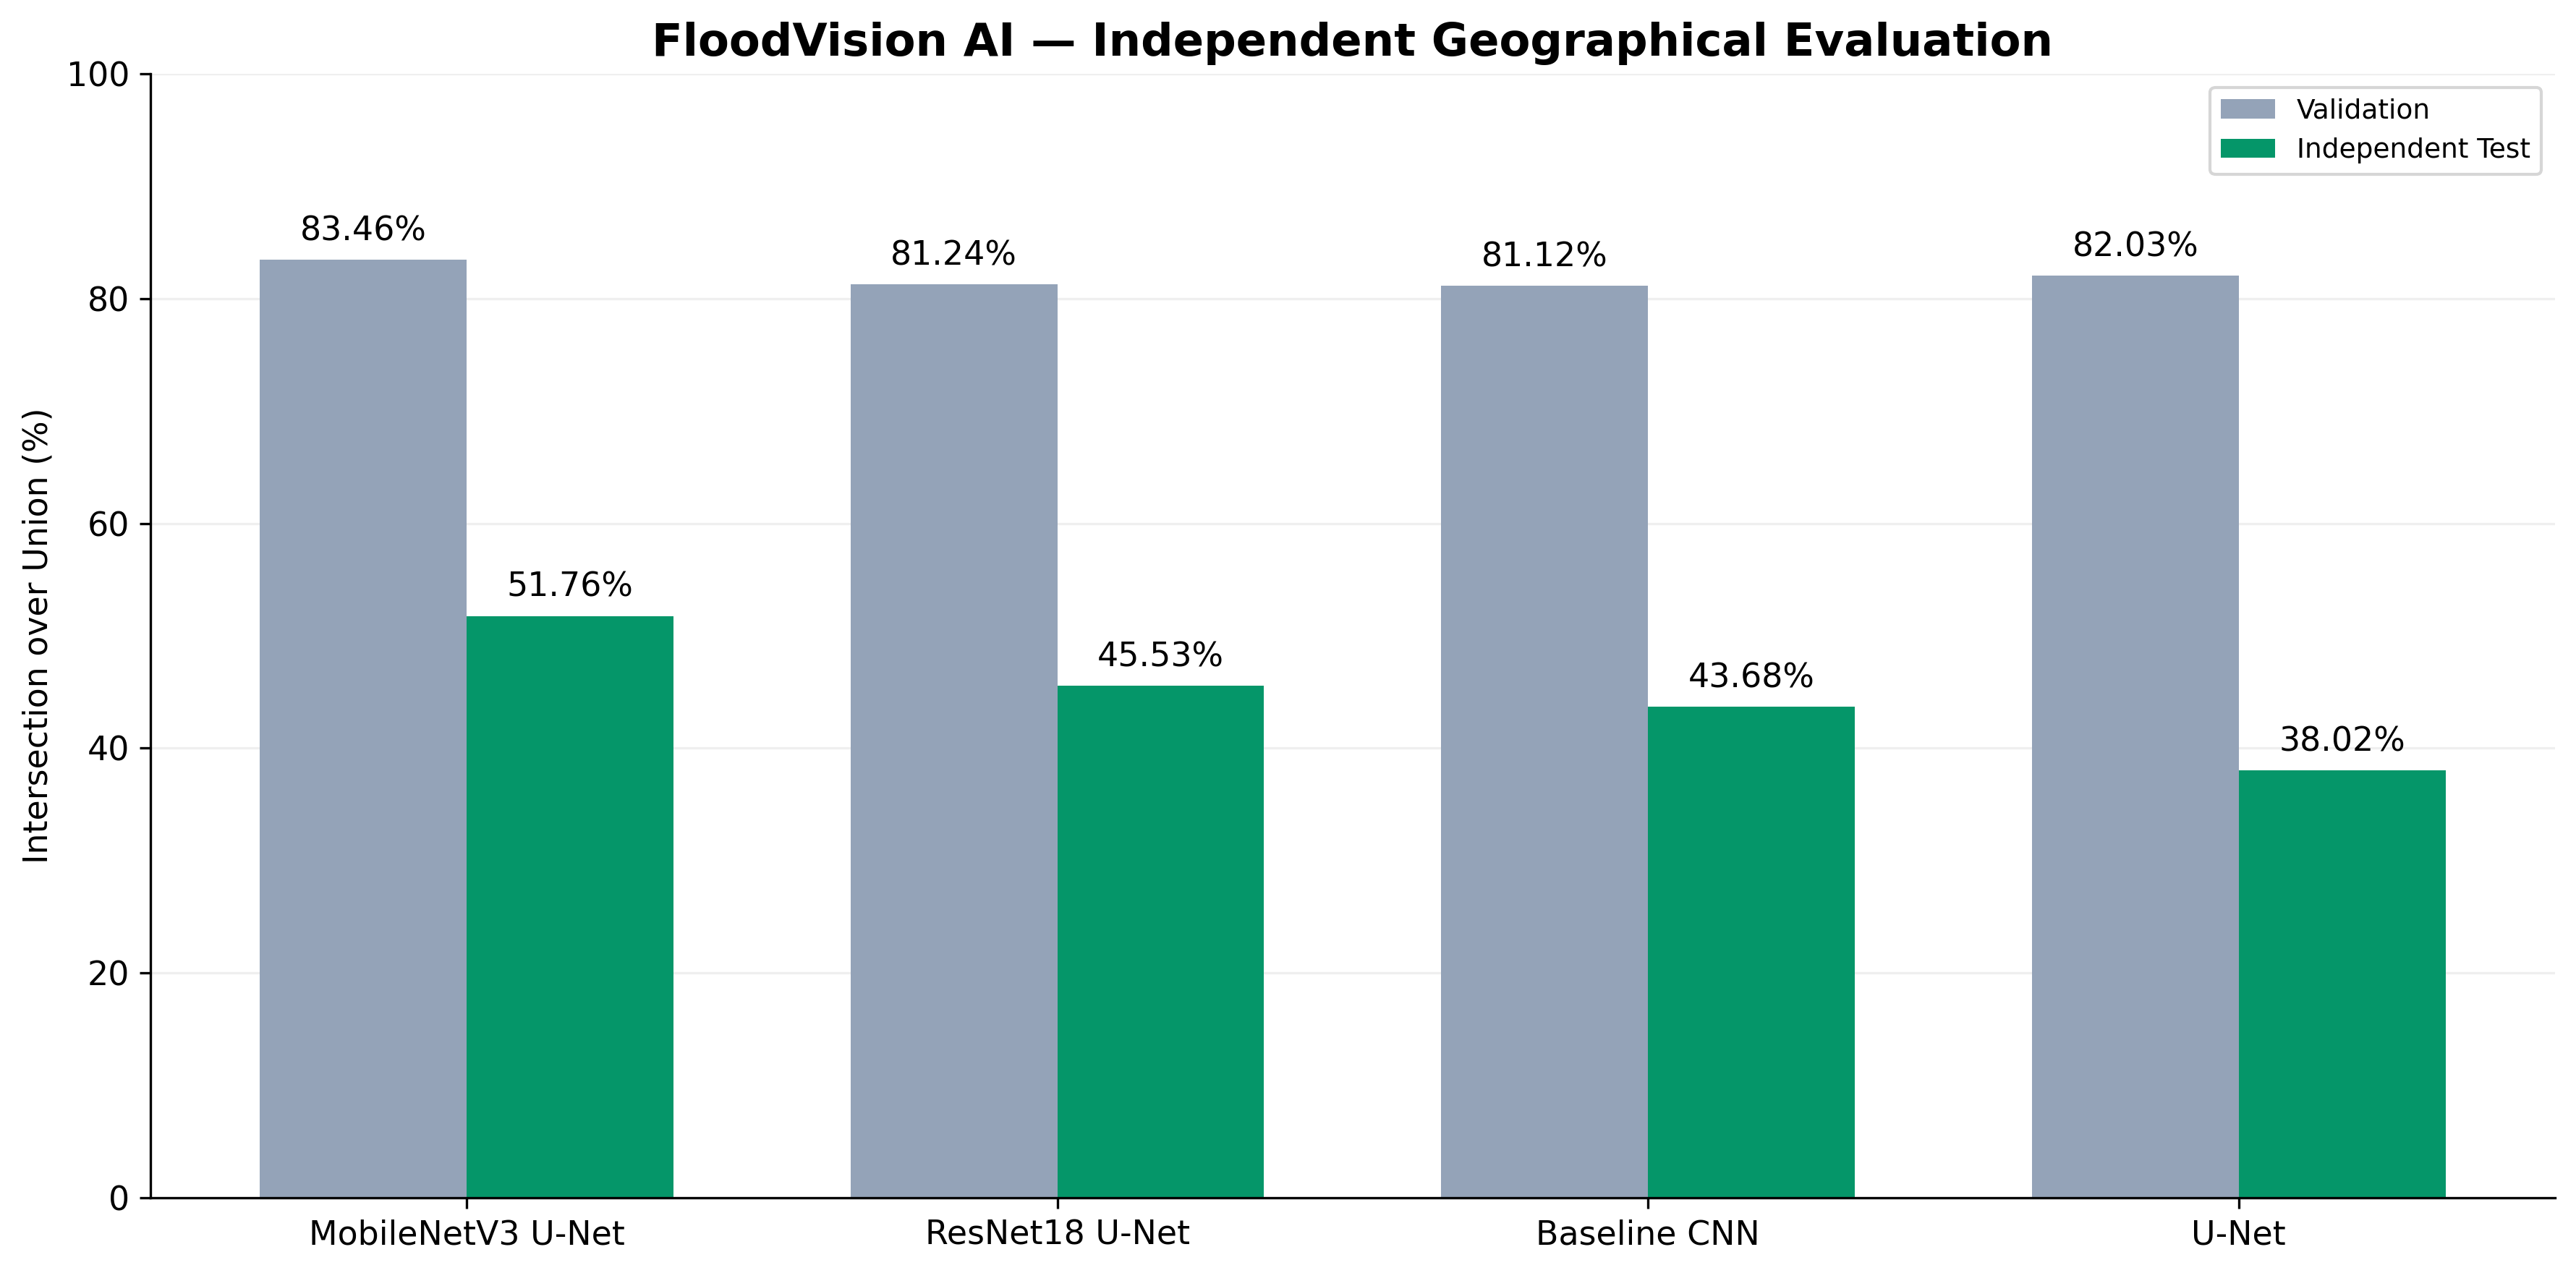 FloodVision AI — Independent Geographical Evaluation
Validation
Independent Test
Intersection over Union (%)
100
80
60
40
20
0
83.46%
51.76%
81.24%
45.53%
81.12%
43.68%
82.03%
38.02%
MobileNetV3 U-Net
ResNet18 U-Net
Baseline CNN
U-Net